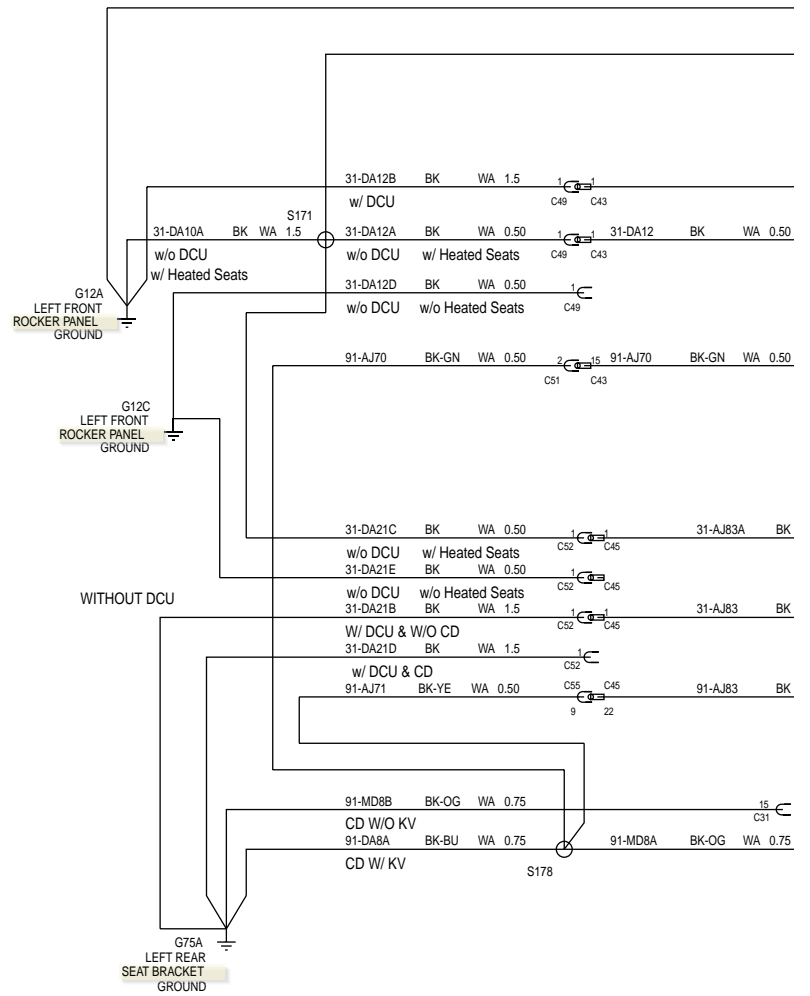 31-DA12B BK WA 1.5 1 1
w/ DCU C49 C43
S171
31-DA10A BK WA 1.5 31-DA12A BK WA 0.50 1 1 31-DA12 BK WA 0.50
w/o DCU w/o DCU w/ Heated Seats C49 C43
w/ Heated Seats
31-DA12D BK WA 0.50 1
w/o DCU w/o Heated Seats C49
G12A
LEFT FRONT
ROCKER PANEL
GROUND
91-AJ70 BK-GN WA 0.50 2 15 91-AJ70 BK-GN WA 0.50
C51 C43
G12C
LEFT FRONT
ROCKER PANEL
GROUND
31-DA21C BK WA 0.50 1 1 31-AJ83A BK
w/o DCU w/ Heated Seats C52 C45
31-DA21E BK WA 0.50 1
w/o DCU w/o Heated Seats C52 C45
WITHOUT DCU
31-DA21B BK WA 1.5 1 1 31-AJ83 BK
W/ DCU & W/O CD C52 C45
31-DA21D BK WA 1.5 1
w/ DCU & CD C52
91-AJ71 BK-YE WA 0.50 C55 C45 91-AJ83 BK
9 22
91-MD8B BK-OG WA 0.75 15
CD W/O KV C31
91-DA8A BK-BU WA 0.75 91-MD8A BK-OG WA 0.75
CD W/ KV
S178
G75A
LEFT REAR
SEAT BRACKET
GROUND